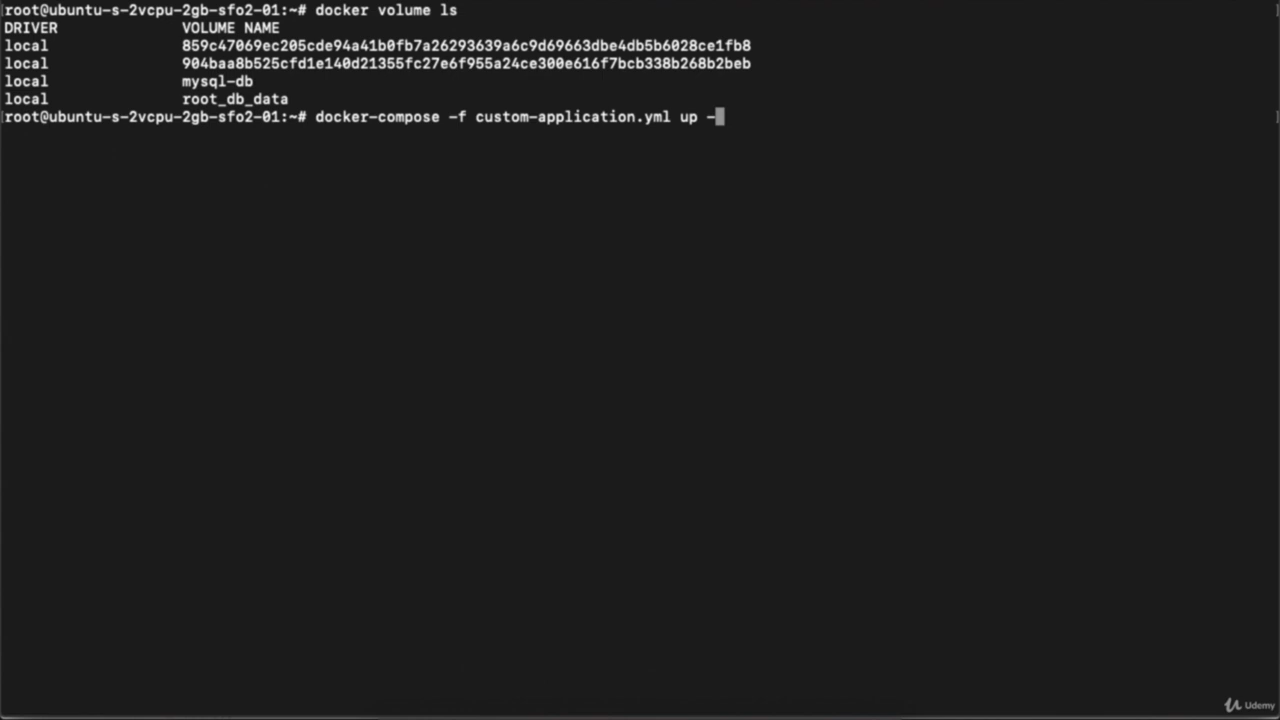 root@ubuntu-s-2vcpu-2gb-sfo2-01:~# docker volume ls
DRIVER VOLUME NAME
local 859c47069ec205cde94a41b0fb7a26293639a6c9d69663dbe4db5b6028ce1fb8
local 904baa8b525cfd1e140d21355fc27e6f955a24ce300e616f7bcb338b268b2beb
local mysql-db
local root_db_data
root@ubuntu-s-2vcpu-2gb-sfo2-01:~# docker-compose -f custom-application.yml up -
Udemy